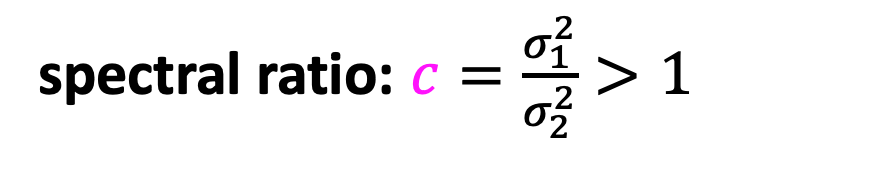 spectral ratio: c = σ₁²/σ₂² > 1